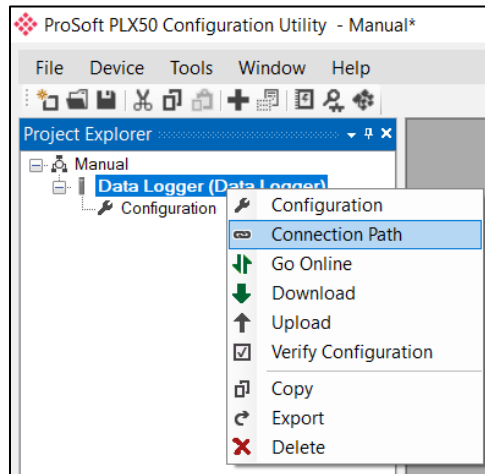 ProSoft PLX50 Configuration Utility - Manual*
File Device Tools Window Help
Project Explorer
Manual
Data Logger (Data Logger)
Configuration
Configuration
Connection Path
Go Online
Download
Upload
Verify Configuration
Copy
Export
Delete